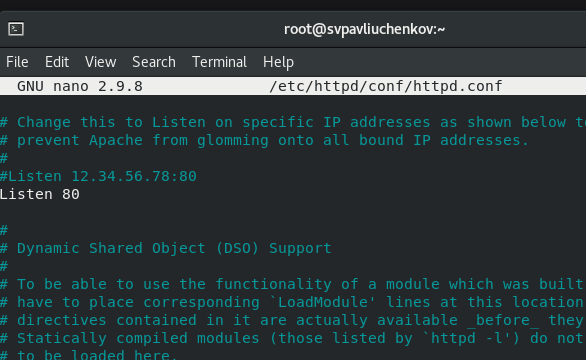 root@svpavliuchenkov:~
File Edit View Search Terminal Help
GNU nano 2.9.8 /etc/httpd/conf/httpd.conf
# Change this to Listen on specific IP addresses as shown below to
# prevent Apache from glomming onto all bound IP addresses.
#
#Listen 12.34.56.78:80
Listen 80
#
# Dynamic Shared Object (DSO) Support
#
# To be able to use the functionality of a module which was built
# have to place corresponding `LoadModule' lines at this location
# directives contained in it are actually available _before_ they
# Statically compiled modules (those listed by `httpd -l') do not
# to be loaded here.